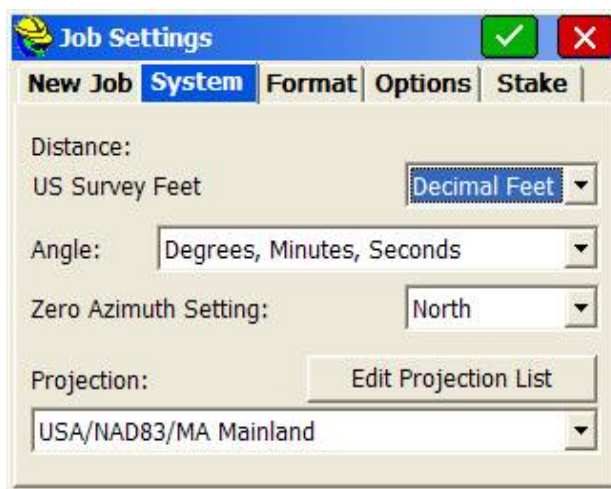 Job Settings
New Job System Format Options Stake
Distance:
US Survey Feet Decimal Feet
Angle: Degrees, Minutes, Seconds
Zero Azimuth Setting: North
Projection: Edit Projection List
USA/NAD83/MA Mainland